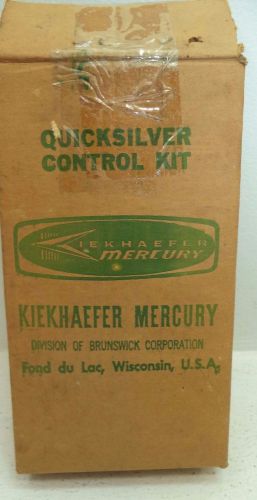 QUICKSILVER
CONTROL KIT
KIEKHAEFER
MERCURY
KIEKHAEFER MERCURY
DIVISION OF BRUNSWICK CORPORATION
Fond du Lac, Wisconsin, U.S.A.